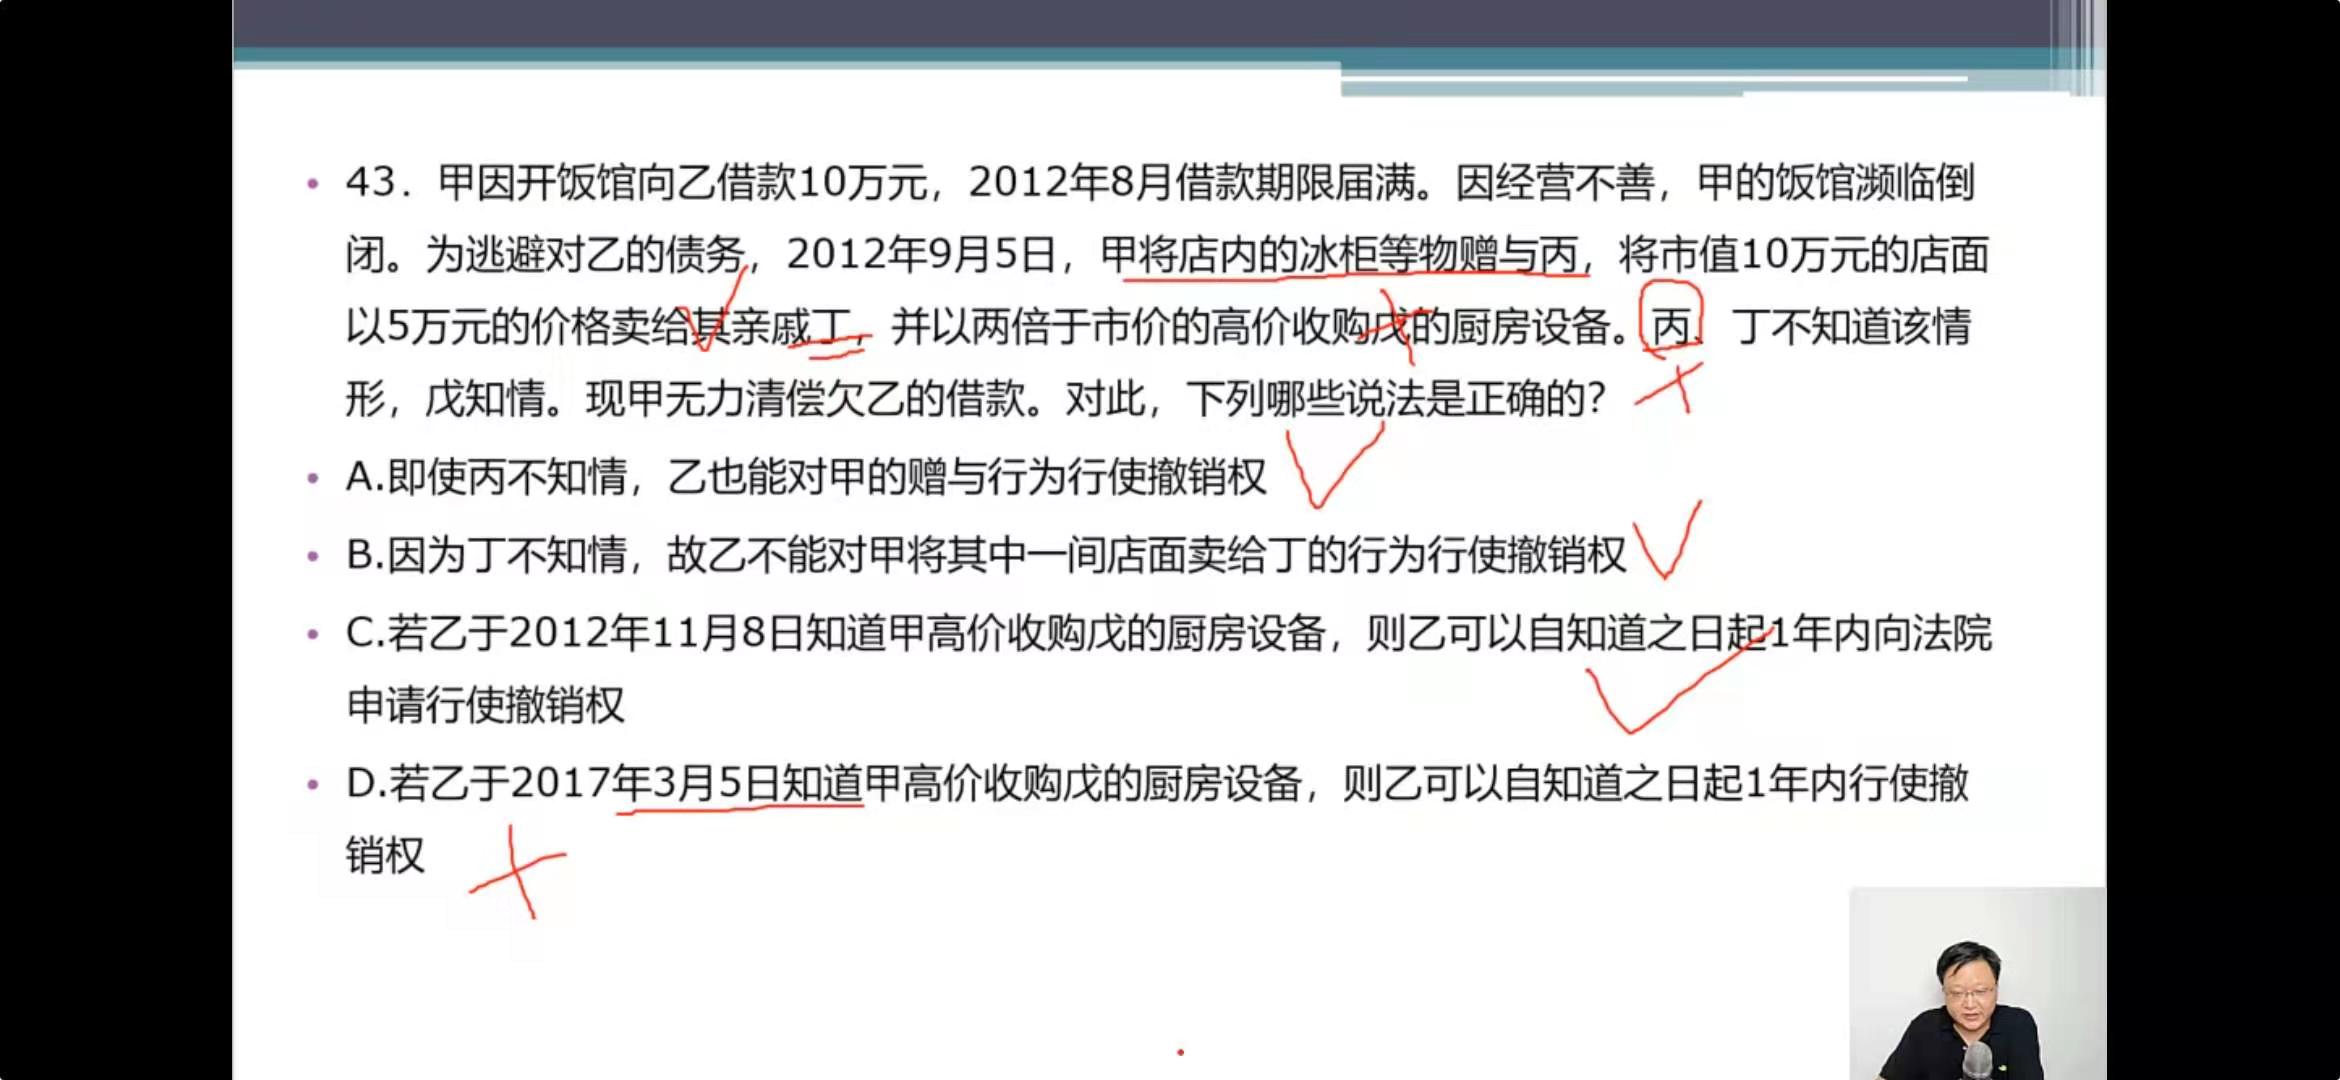 43．甲因开饭馆向乙借款10万元，2012年8月借款期限届满。因经营不善，甲的饭馆濒临倒
闭。为逃避对乙的债务，2012年9月5日，甲将店内的冰柜等物赠与丙，将市值10万元的店面
以5万元的价格卖给其亲戚丁，并以两倍于市价的高价收购戊的厨房设备。丙、丁不知道该情
形，戊知情。现甲无力清偿欠乙的借款。对此，下列哪些说法是正确的？
A.即使丙不知情，乙也能对甲的赠与行为行使撤销权
B.因为丁不知情，故乙不能对甲将其中一间店面卖给丁的行为行使撤销权
C.若乙于2012年11月8日知道甲高价收购戊的厨房设备，则乙可以自知道之日起1年内向法院
申请行使撤销权
D.若乙于2017年3月5日知道甲高价收购戊的厨房设备，则乙可以自知道之日起1年内行使撤
销权